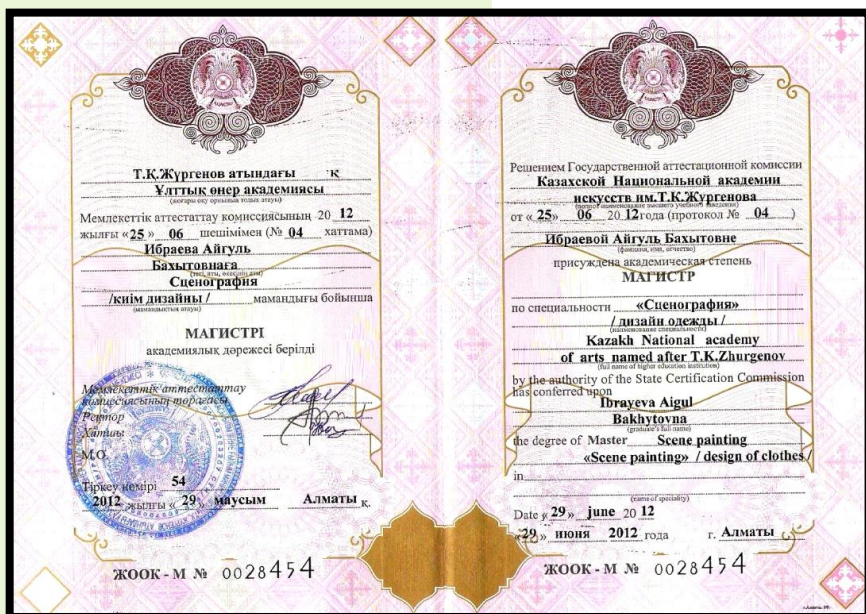 Т.Қ.Жүргенов атындағы қ
Ұлттық өнер академиясы
(жоғары оқу орнының толық атауы)
Мемлекеттік аттестаттау комиссиясының 20 12
жылғы « 25 » 06 шешімімен (№ 04 хаттама)
Ибраева Айгуль
Бахытовнаға
(тегі, аты, әкесінің аты)
Сценография
/киім дизайны / мамандығы бойынша
(мамандықтың атауы)
МАГИСТРІ
академиялық дәрежесі берілді
Мемлекеттік аттестаттау
комиссиясының төрағасы
Ректор
Хатшы
М.О.
Тіркеу нөмірі 54
2012 жылғы « 29 » маусым Алматы қ.
ЖООК - М № 0028454
Решением Государственной аттестационной комиссии
Казахской Национальной академии
искусств им.Т.К.Жургенова
(полное наименование высшего учебного заведения)
от « 25 » 06 20 12 года (протокол № 04 )
Ибраевой Айгуль Бахытовне
(фамилия, имя, отчество)
присуждена академическая степень
МАГИСТР
по специальности «Сценография»
/ дизайн одежды /
(наименование специальности)
Kazakh National academy
of arts named after T.K.Zhurgenov
(full name of higher education institution)
by the authority of the State Certification Commission
has conferred upon
Ibrayeva Aigul
Bakhytovna
(graduate's full name)
the degree of Master Scene painting
«Scene painting» / design of clothes /
in
(name of specialty)
Date « 29 » june 20 12
« 29 » июня 2012 года г. Алматы
ЖООК - М № 0028454